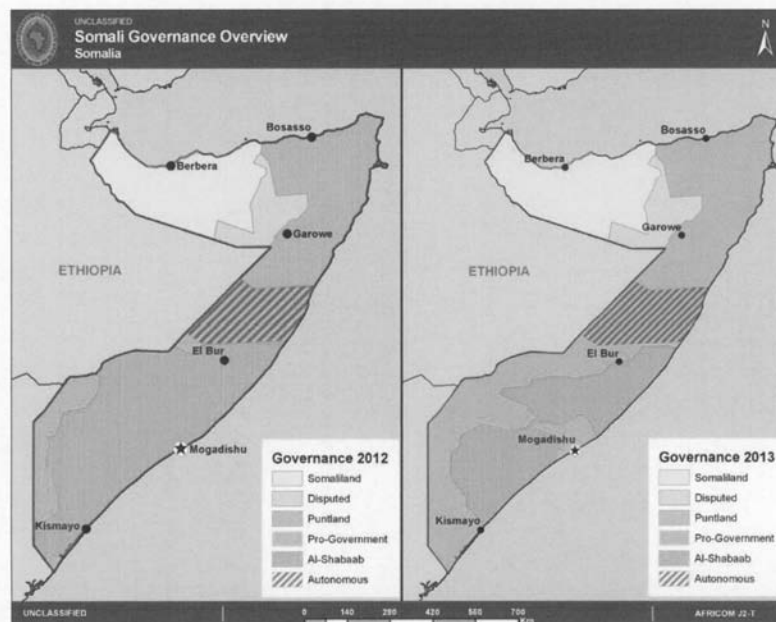 UNCLASSIFIED
Somali Governance Overview
Somalia
N
Bosasso
Berbera
Garowe
ETHIOPIA
El Bur
Mogadishu
Kismayo
Governance 2012
Somaliland
Disputed
Puntland
Pro-Government
Al-Shabaab
Autonomous
Bosasso
Berbera
Garowe
ETHIOPIA
El Bur
Mogadishu
Kismayo
Governance 2013
Somaliland
Disputed
Puntland
Pro-Government
Al-Shabaab
Autonomous
UNCLASSIFIED
0 140 280 420 560 700
Km
AFRICOM J2-T